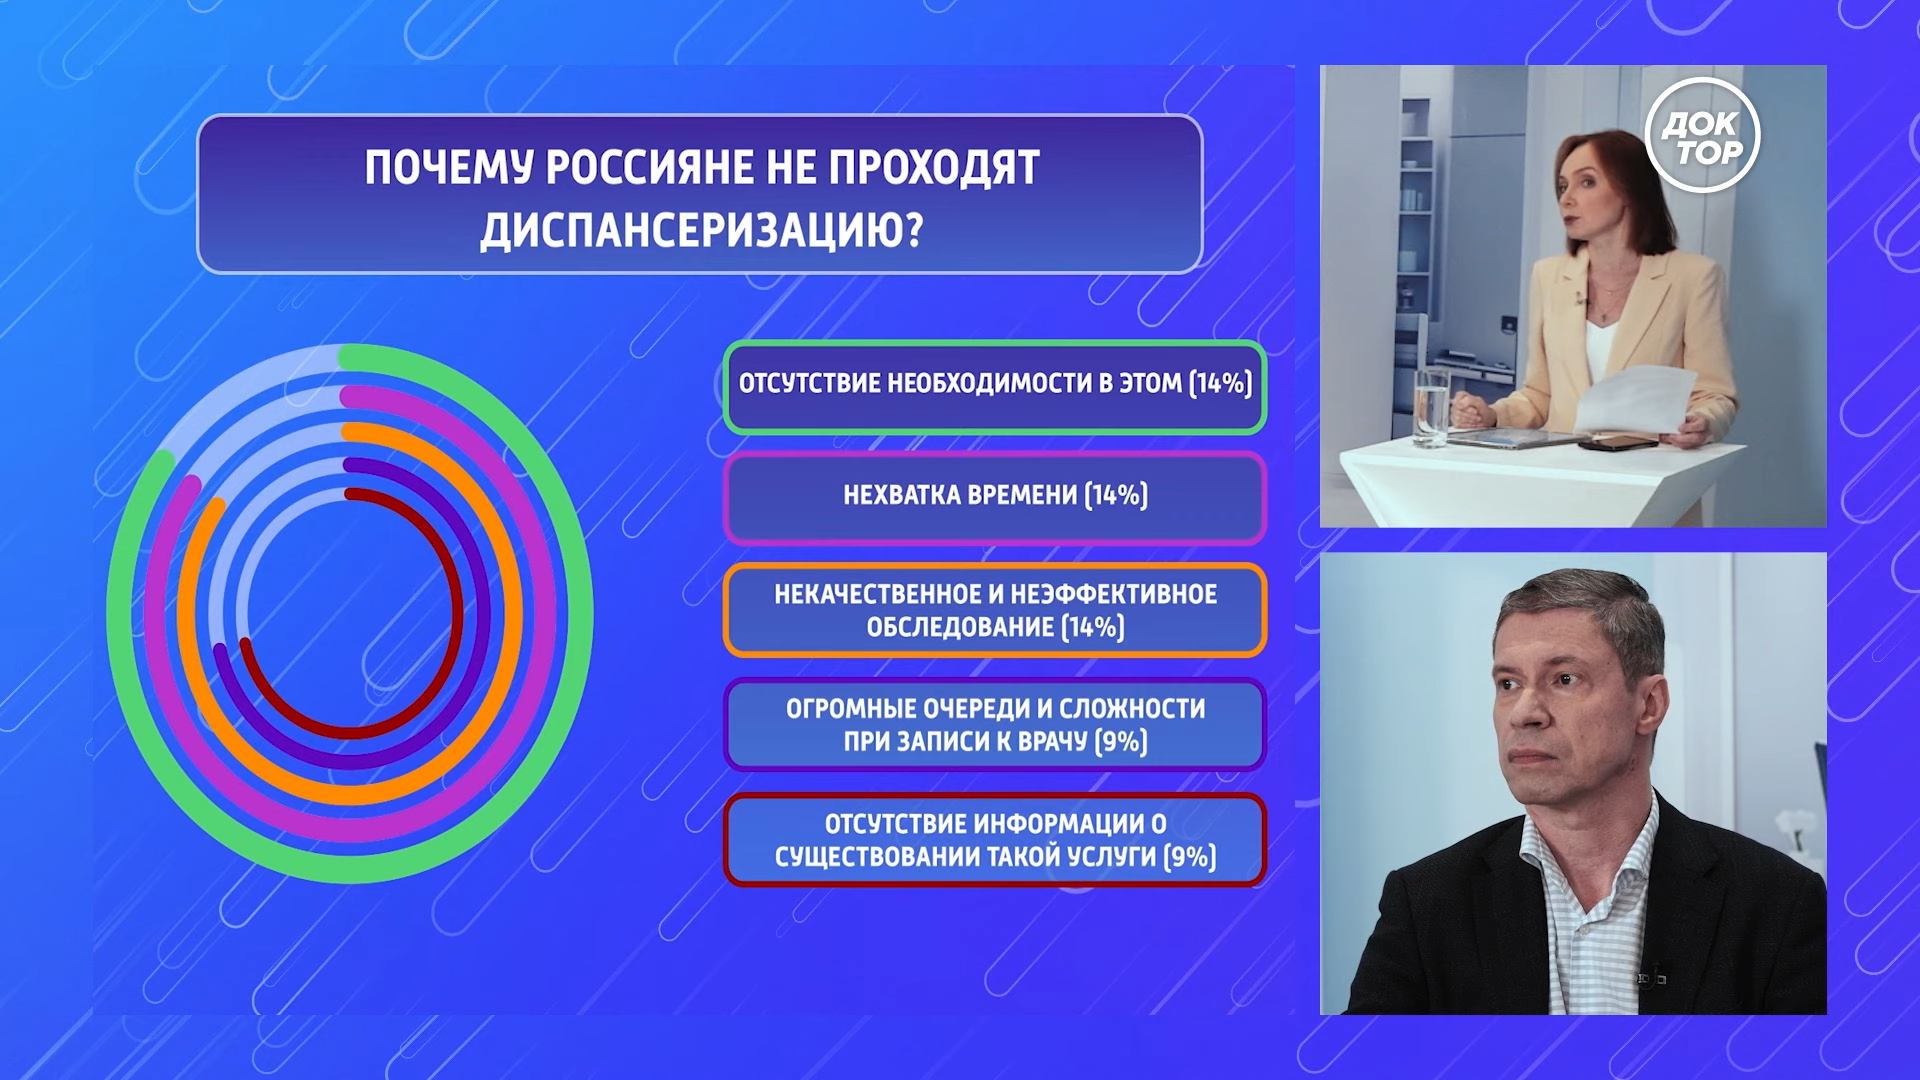 ПОЧЕМУ РОССИЯНЕ НЕ ПРОХОДЯТ
ДИСПАНСЕРИЗАЦИЮ?
ОТСУТСТВИЕ НЕОБХОДИМОСТИ В ЭТОМ (14%)
НЕХВАТКА ВРЕМЕНИ (14%)
НЕКАЧЕСТВЕННОЕ И НЕЭФФЕКТИВНОЕ
ОБСЛЕДОВАНИЕ (14%)
ОГРОМНЫЕ ОЧЕРЕДИ И СЛОЖНОСТИ
ПРИ ЗАПИСИ К ВРАЧУ (9%)
ОТСУТСТВИЕ ИНФОРМАЦИИ О
СУЩЕСТВОВАНИИ ТАКОЙ УСЛУГИ (9%)
ДОК
ТОР